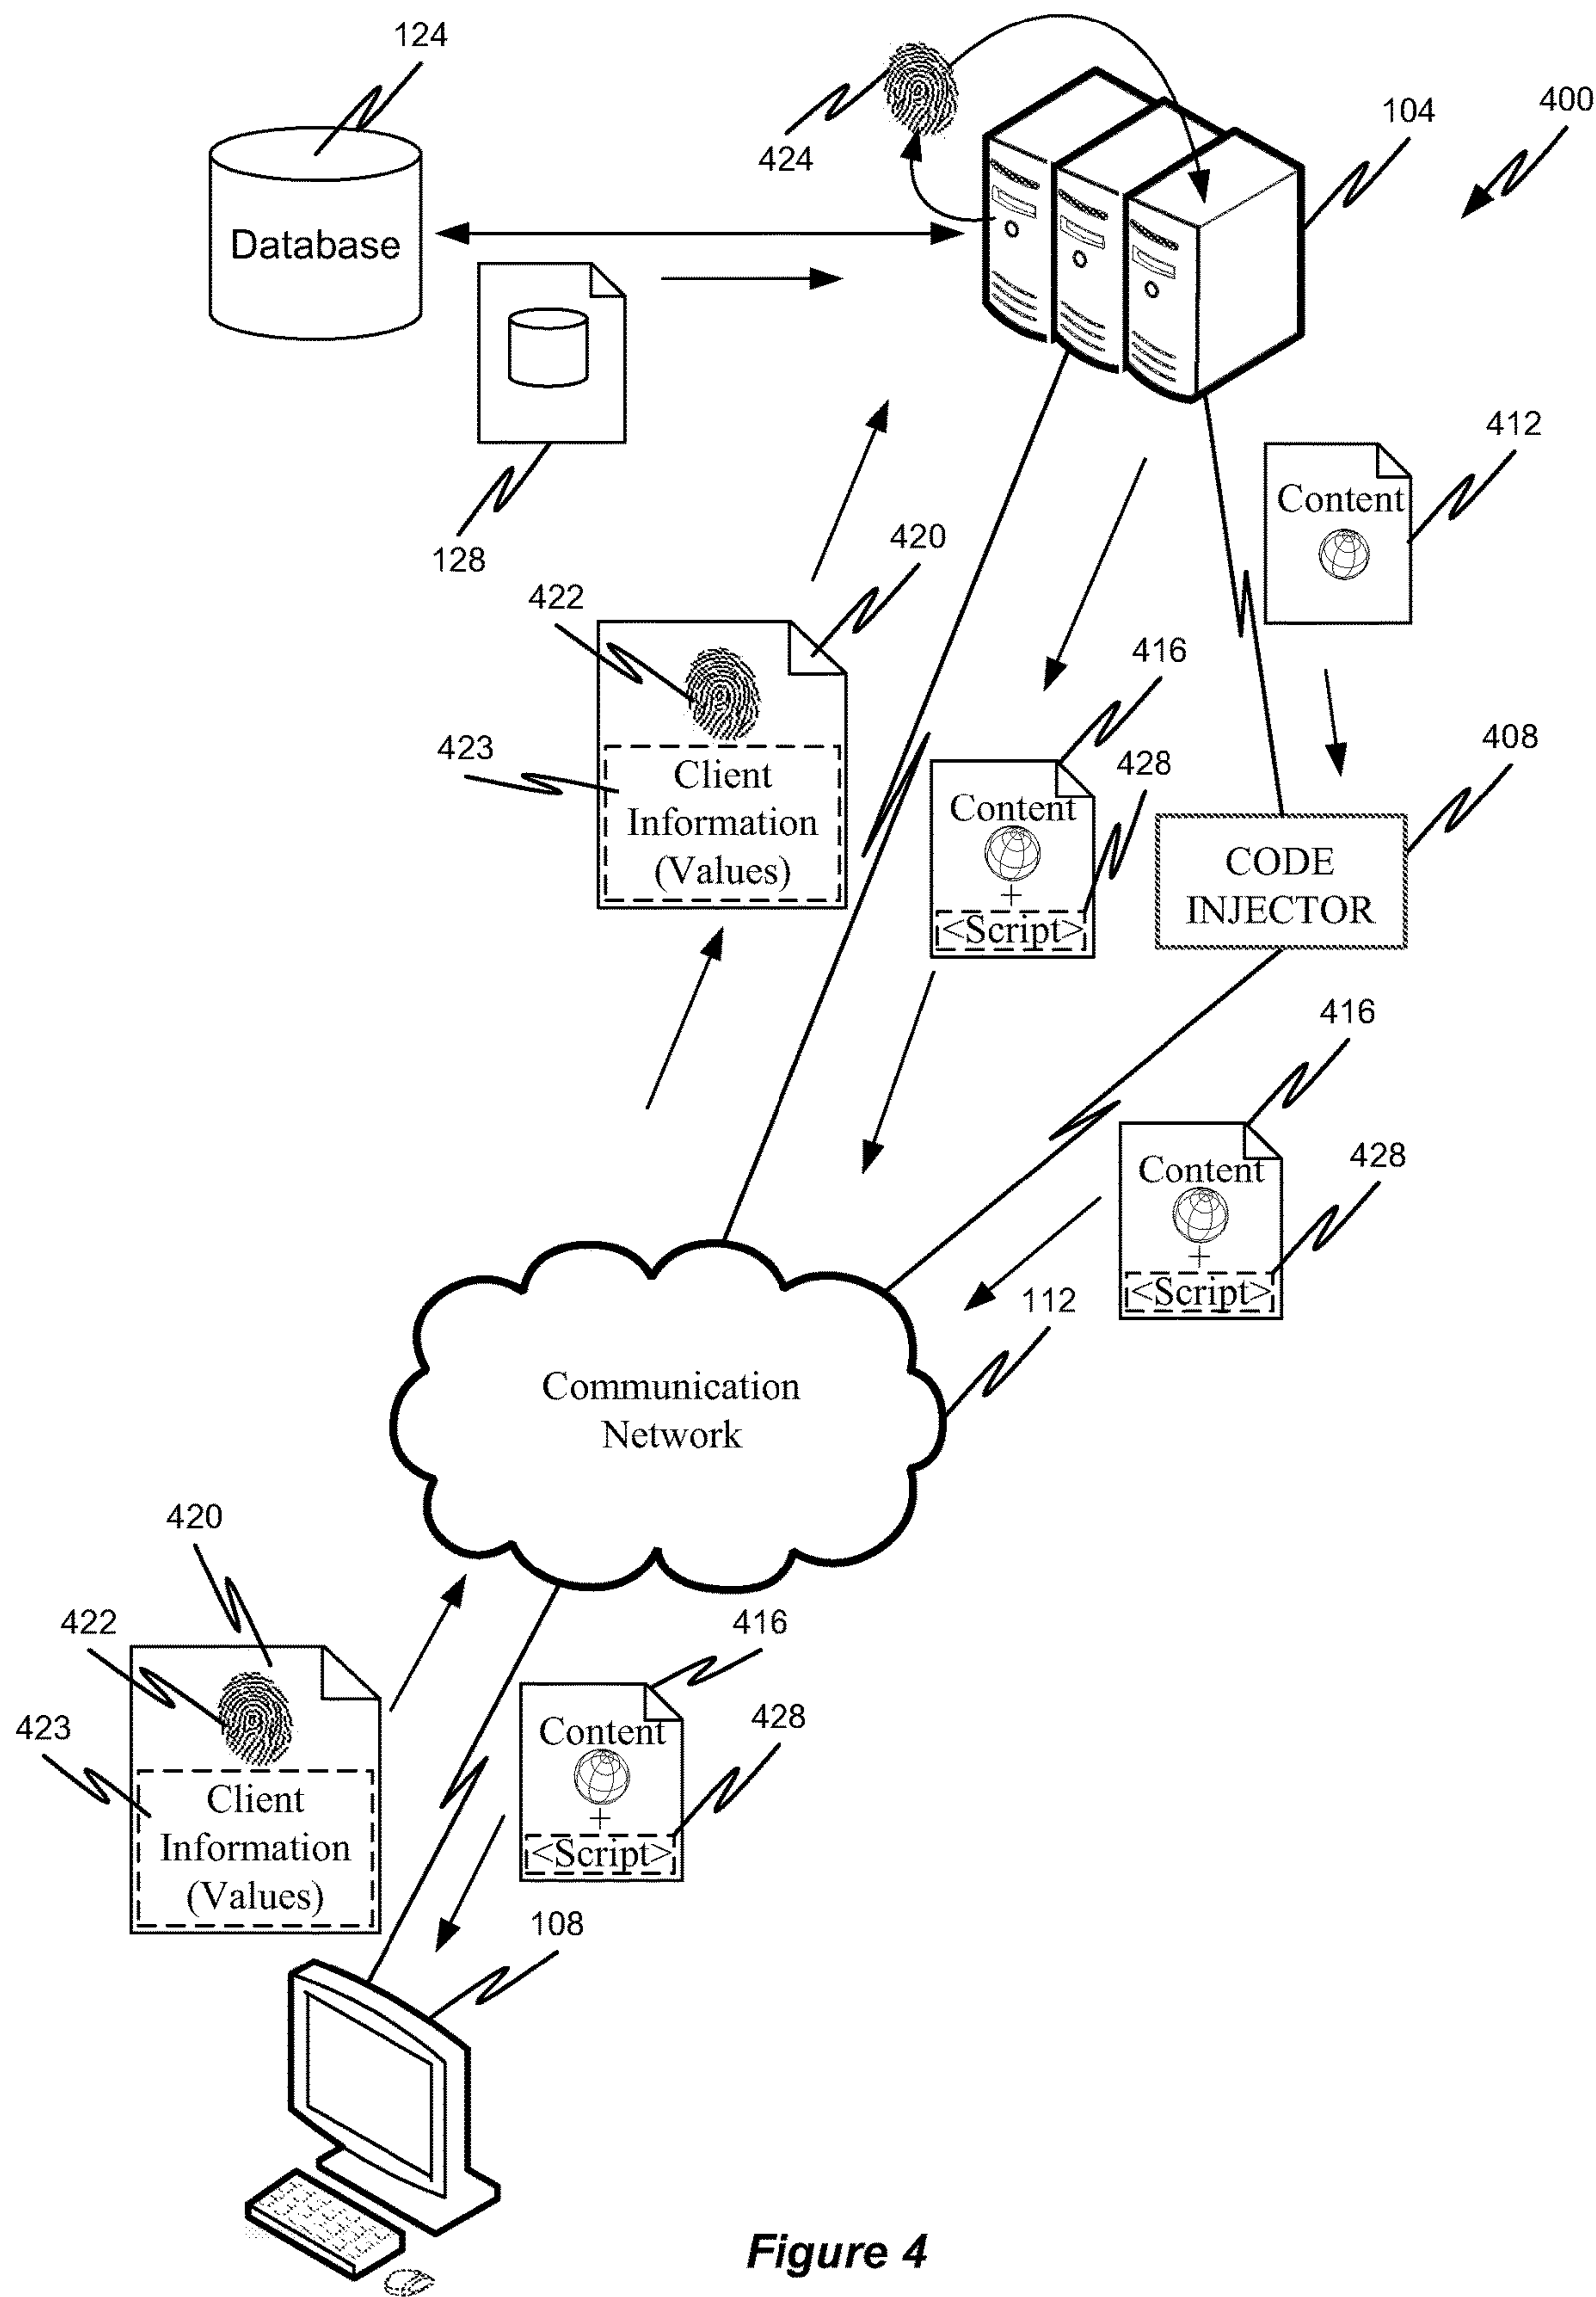 124
424
104
400
Database
128
412
Content
420
422
416
423
428
408
Client
Information
(Values)
Content
+
<Script>
CODE
INJECTOR
416
428
Content
+
<Script>
112
Communication
Network
420
422
423
416
428
Client
Information
(Values)
Content
+
<Script>
108
Figure 4